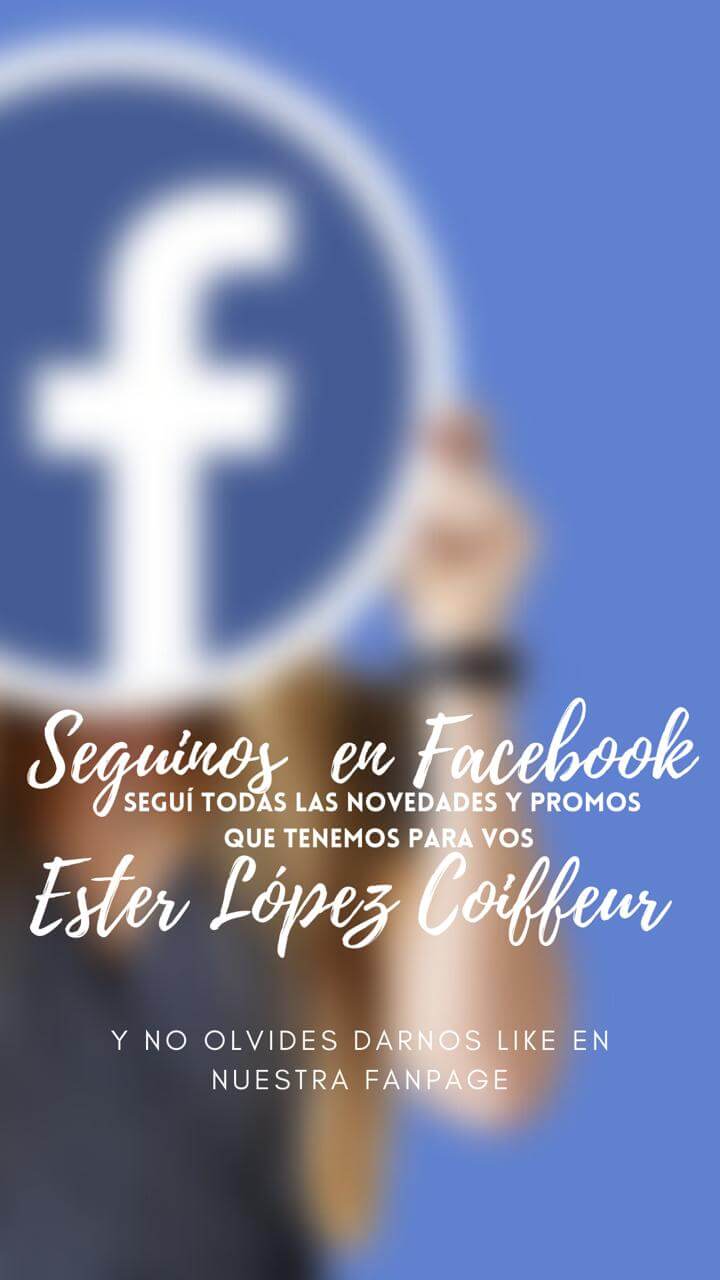 Seguinos en Facebook
SEGUÍ TODAS LAS NOVEDADES Y PROMOS
QUE TENEMOS PARA VOS
Ester López Coiffeur
Y NO OLVIDES DARNOS LIKE EN
NUESTRA FANPAGE